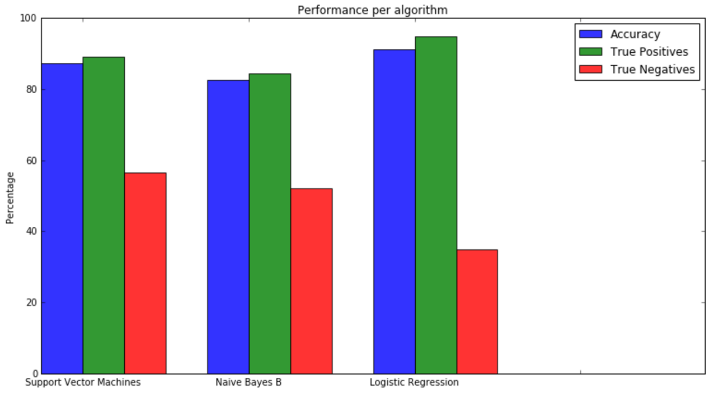 Performance per algorithm
100
80
60
40
20
0
Percentage
Accuracy
True Positives
True Negatives
Support Vector Machines
Naive Bayes B
Logistic Regression